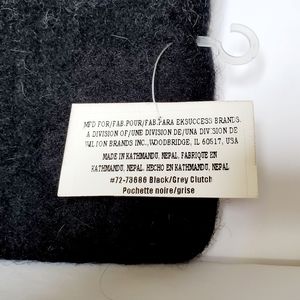 MFD FOR/FAB.POUR/FAB.PARA EKSUCCESS BRANDS.
A DIVISION OF/UNE DIVISION DE/UNA DIVISION DE
WILTON BRANDS INC., WOODBRIDGE, IL 60517, USA
MADE IN KATHMANDU, NEPAL. FABRIQUE EN
KATHMANDU, NEPAL. HECHO EN KATHMANDU, NEPAL
#72-73686 Black/Grey Clutch
Pochette noire/grise